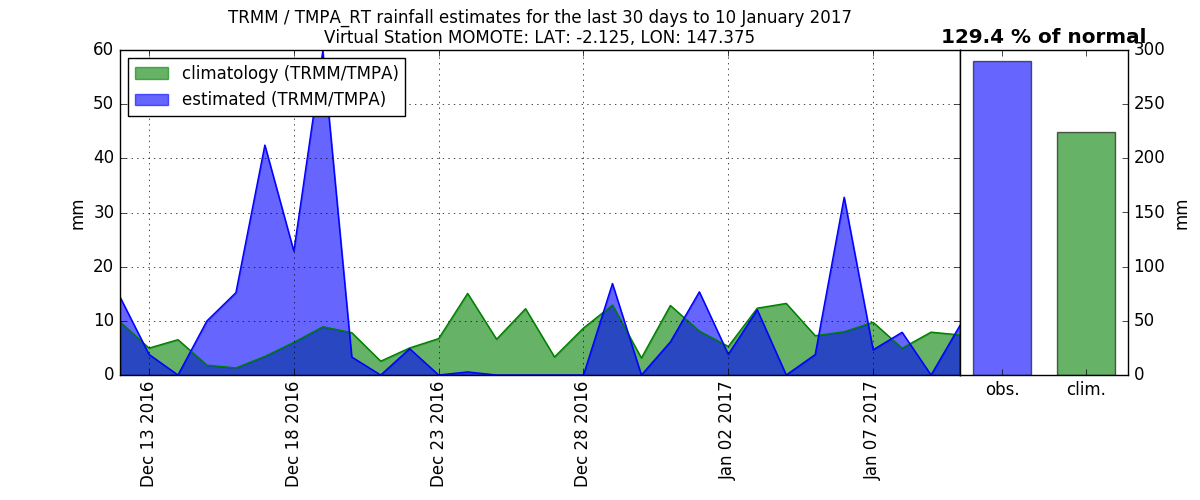 TRMM / TMPA_RT rainfall estimates for the last 30 days to 10 January 2017
Virtual Station MOMOTE: LAT: -2.125, LON: 147.375
129.4 % of normal
climatology (TRMM/TMPA)
estimated (TRMM/TMPA)
60
50
40
30
20
10
0
mm
Dec 13 2016
Dec 18 2016
Dec 23 2016
Dec 28 2016
Jan 02 2017
Jan 07 2017
obs.
clim.
300
250
200
150
100
50
0
mm